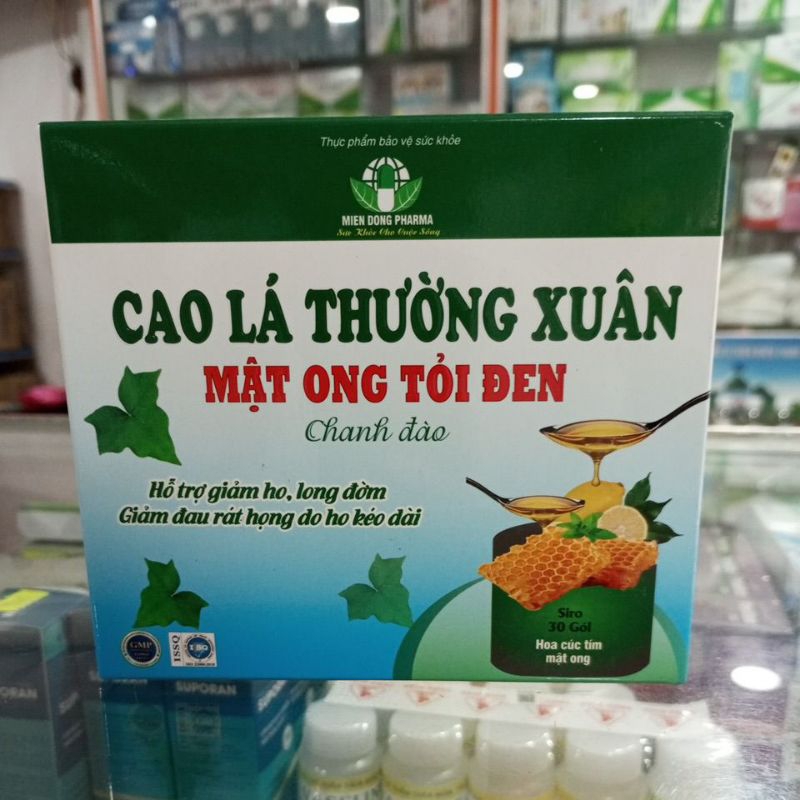 Thực phẩm bảo vệ sức khỏe
MIEN DONG PHARMA
Sức Khỏe Cho Cuộc Sống
CAO LÁ THƯỜNG XUÂN
MẬT ONG TỎI ĐEN
Chanh đào
Hỗ trợ giảm ho, long đờm
Giảm đau rát họng do ho kéo dài
Siro
30 Gói
Hoa cúc tím
mật ong
GMP
ISSQ
SUPORAN
SUPORAN